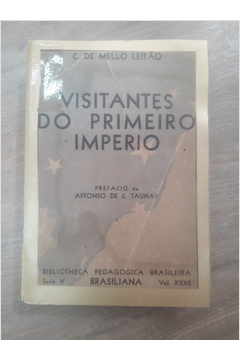 C. DE MELLO LEITÃO
VISITANTES
DO PRIMEIRO
IMPERIO
PREFACIO de
AFFONSO DE E. TAUNAY
BIBLIOTHECA PEDAGOGICA BRASILEIRA
Serie V BRASILIANA Vol. XXXII